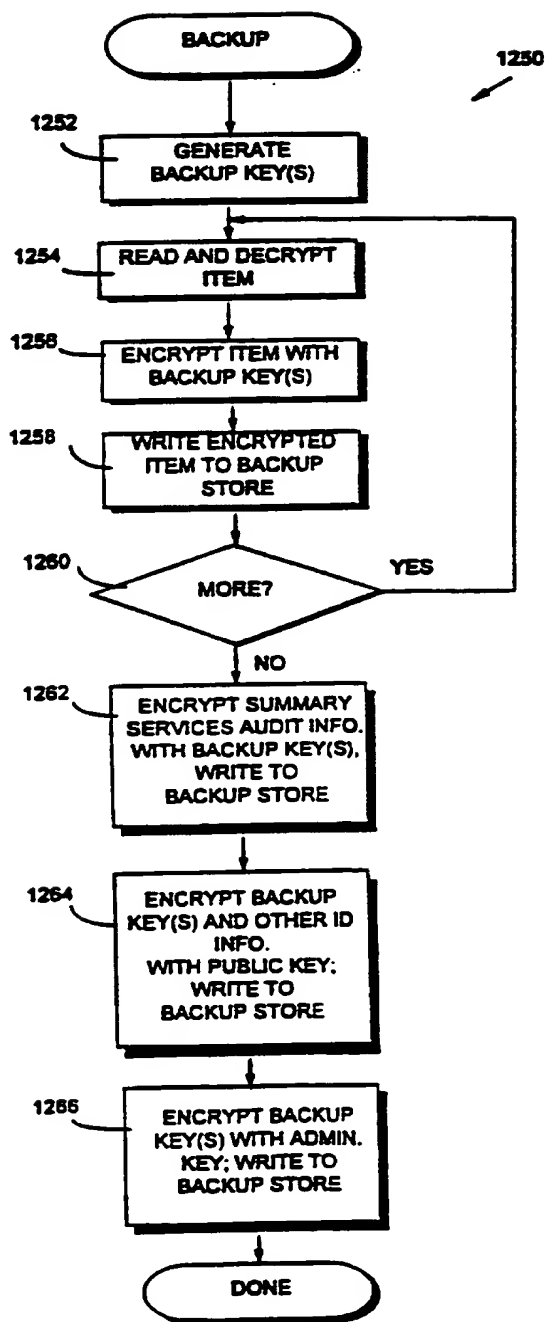 BACKUP
1250
1252
GENERATE
BACKUP KEY(S)
1254
READ AND DECRYPT
ITEM
1256
ENCRYPT ITEM WITH
BACKUP KEY(S)
1258
WRITE ENCRYPTED
ITEM TO BACKUP
STORE
1260
MORE?
YES
NO
1262
ENCRYPT SUMMARY
SERVICES AUDIT INFO.
WITH BACKUP KEY(S),
WRITE TO
BACKUP STORE
1264
ENCRYPT BACKUP
KEY(S) AND OTHER ID
INFO.
WITH PUBLIC KEY;
WRITE TO
BACKUP STORE
1266
ENCRYPT BACKUP
KEY(S) WITH ADMIN.
KEY; WRITE TO
BACKUP STORE
DONE